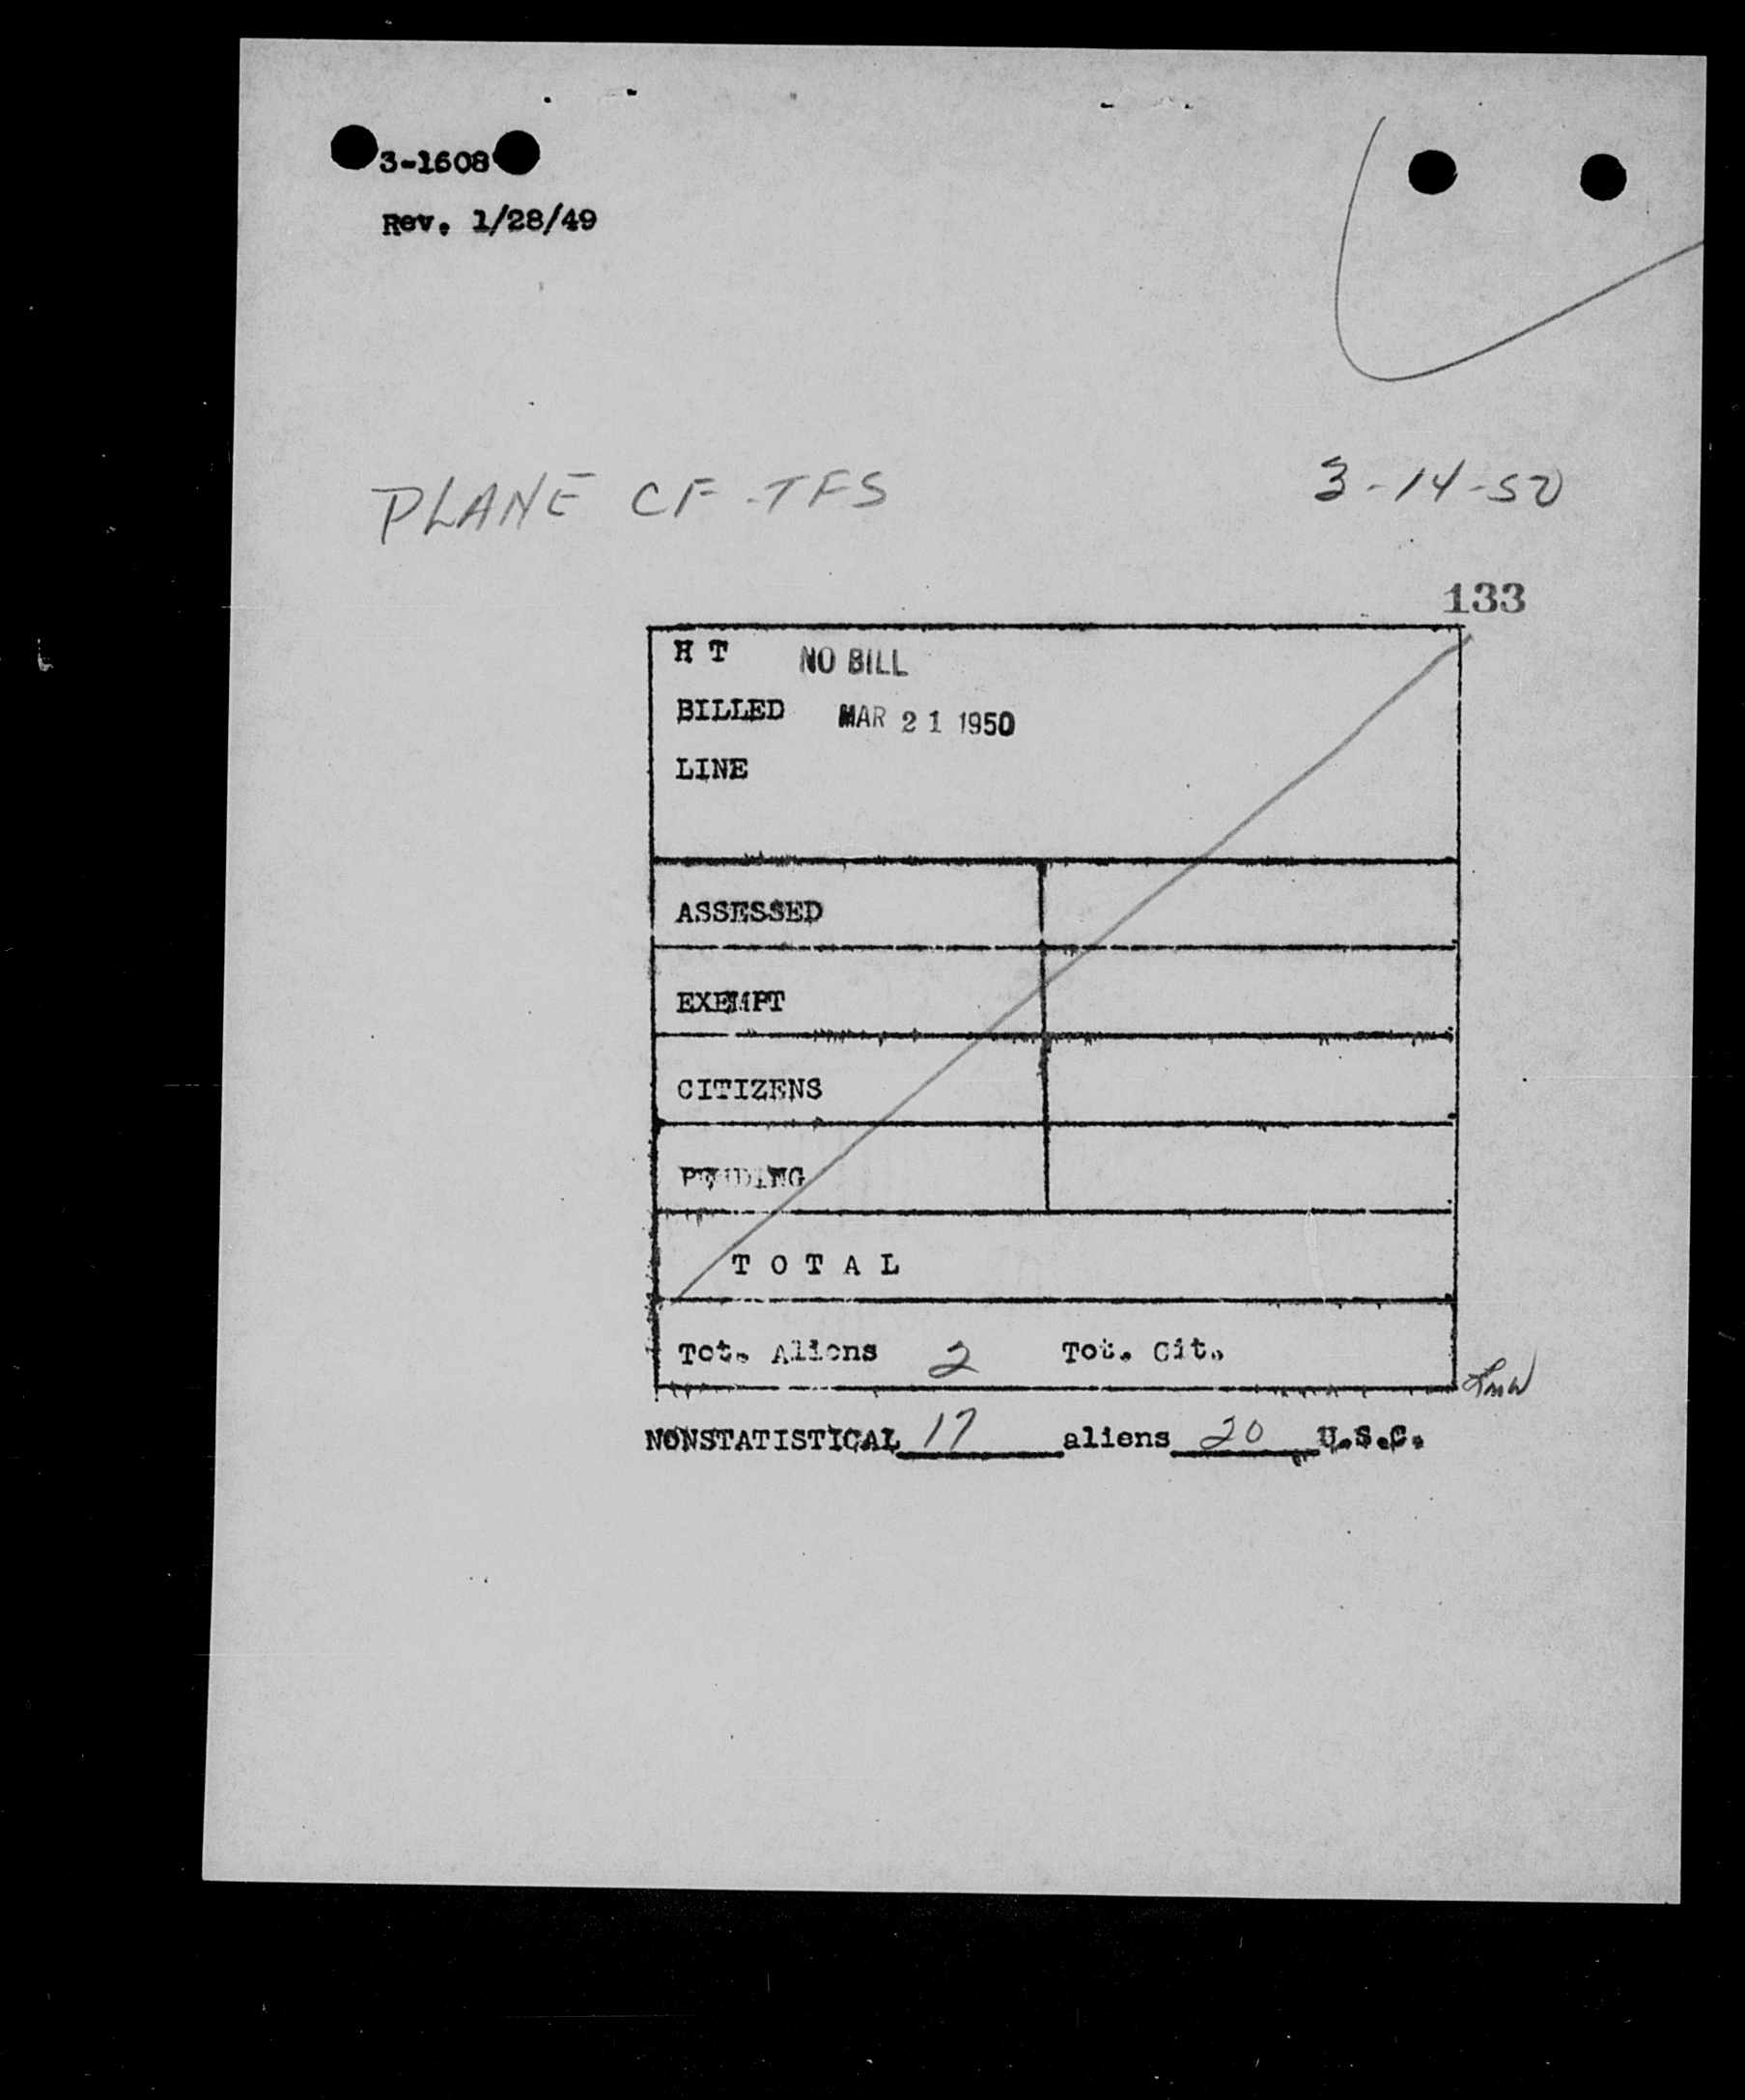 3-1608
Rev. 1/28/49
PLANE CF-TFS 3-14-50
133
H T NO BILL
BILLED MAR 21 1950
LINE
ASSESSED
EXEMPT
CITIZENS
PENDING
T O T A L
Tot. Aliens 2 Tot. Cit.
NONSTATISTICAL 17 aliens 20 U.S.C.